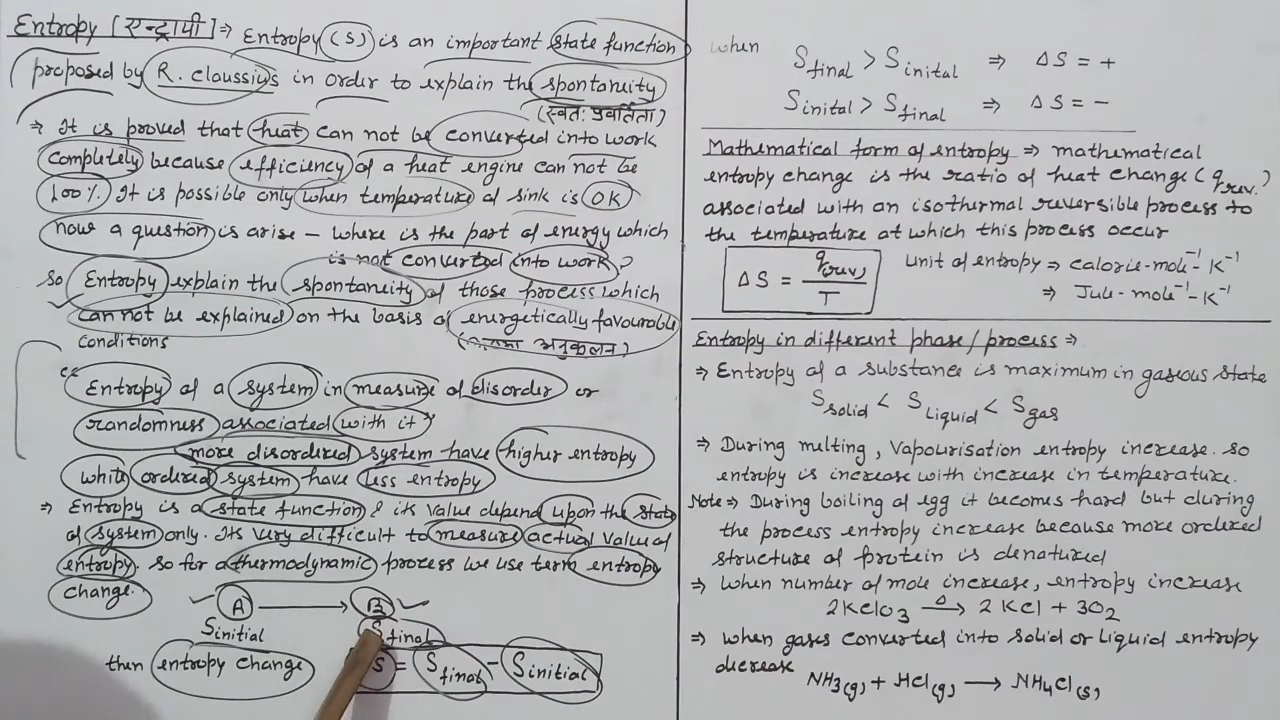 Entropy [एन्ट्रापी] ⇒ Entropy (S) is an important state function
proposed by R. claussius in order to explain the spontanuity
(स्वतः प्रवर्तिता)
⇒ It is proved that heat can not be converted into work
completely because efficiency of a heat engine can not be
100%. It is possible only when temperature of sink is 0K
now a question is arise – where is the part of energy which
is not converted into work?
so Entropy explain the spontanuity of those process which
can not be explained on the basis of energetically favourable
अनुकूलन)
conditions
“Entropy of a system in measure of disorder or
randomness associated with it”
more disordered system have higher entropy
while ordered system have less entropy
⇒ Entropy is a state function & its value depend upon the state
of system only. Its very difficult to measure actual value of
entropy. so for a thermodynamic process we use term entropy
change.
A ⟶ B
Sinitial
Sfinal
then entropy change S = Sfinal - Sinitial
when
Sfinal > Sinital ⇒ ΔS = +
Sinital > Sfinal ⇒ ΔS = -
Mathematical form of entropy ⇒ mathematical
entropy change is the ratio of heat change (qrev.)
associated with an isothermal reversible process to
the temperature at which this process occur
ΔS = q(rev) / T
Unit of entropy ⇒ calorie-mole⁻¹-K⁻¹
⇒ Jule-mole⁻¹-K⁻¹
Entropy in different phase/process ⇒
⇒ Entropy of a substance is maximum in gasious state
Ssolid < SLiquid < Sgas
⇒ During melting, Vapourisation entropy increase. so
entropy is increase with increase in temperature.
Note ⇒ During boiling of egg it becomes hard but during
the process entropy increase because more ordered
structure of protein is denatured
⇒ when number of mole increase, entropy increase
2KClO3 Δ⟶ 2KCl + 3O2
⇒ when gases converted into solid or liquid entropy
decrease
NH3(g) + HCl(g) ⟶ NH4Cl(s)